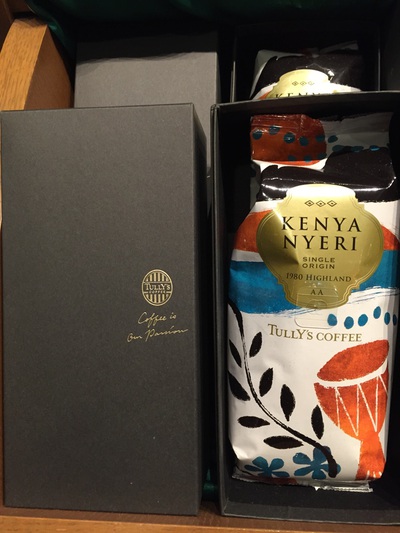 TULLY'S
COFFEE
Coffee is
Our Passion
KENYA
NYERI
SINGLE
ORIGIN
1980 HIGHLAND
AA
TULLY'S COFFEE